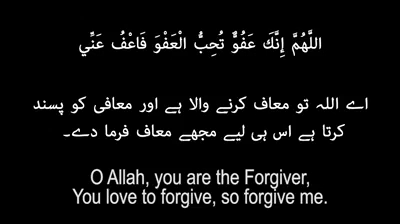 اللَّهُمَّ إِنَّكَ عَفُوٌّ تُحِبُّ الْعَفْوَ فَاعْفُ عَنِّي
اے اللہ تو معاف کرنے والا ہے اور معافی کو پسند
کرتا ہے اس ہی لیے مجھے معاف فرما دے۔
O Allah, you are the Forgiver,
You love to forgive, so forgive me.